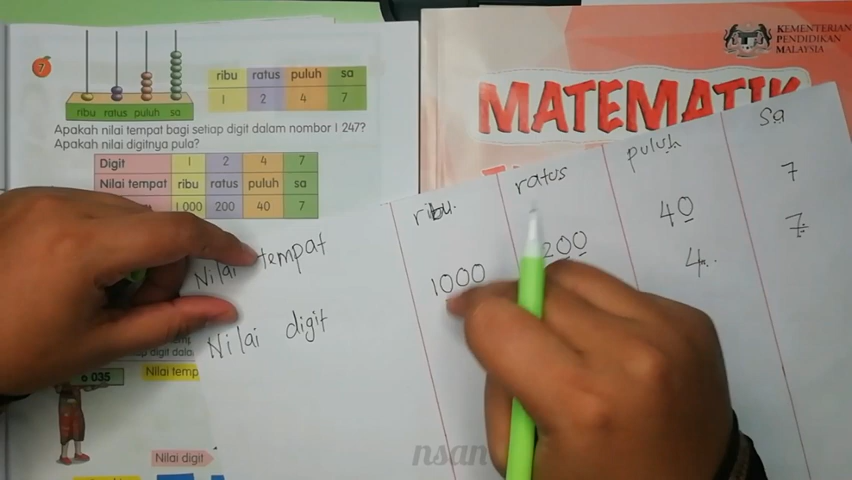 7
ribu ratus puluh sa
1 2 4 7
ribu ratus puluh sa
Apakah nilai tempat bagi setiap digit dalam nombor 1 247?
Apakah nilai digitnya pula?
Digit 1 2 4 7
Nilai tempat ribu ratus puluh sa
1 000 200 40 7
6 035
Nilai temp
Nilai digit
KEMENTERIAN
PENDIDIKAN
MALAYSIA
MATEMATIK
ribu ratus puluh sa
Nilai tempat 1000 200 40 7
Nilai digit 4 7
nsan